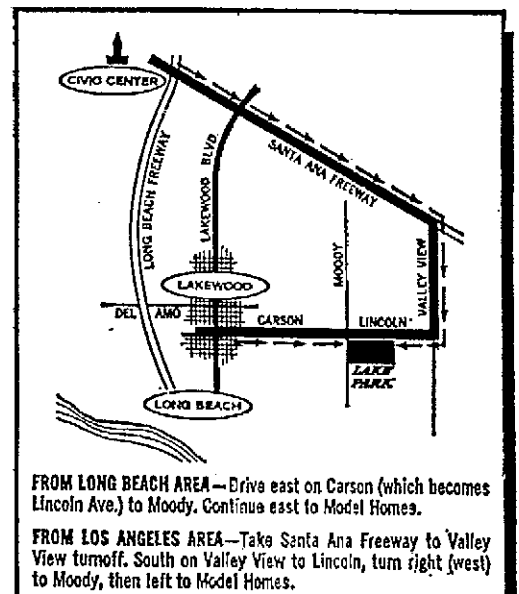 CIVIC CENTER
SANTA ANA FREEWAY
LONG BEACH FREEWAY
LAKEWOOD BLVD.
MOODY
VALLEY VIEW
LAKEWOOD
DEL AMO
CARSON
LINCOLN
LAKE
PARK
LONG BEACH
FROM LONG BEACH AREA—Drive east on Carson (which becomes
Lincoln Ave.) to Moody. Continue east to Model Homes.
FROM LOS ANGELES AREA—Take Santa Ana Freeway to Valley
View turnoff. South on Valley View to Lincoln, turn right (west)
to Moody, then left to Model Homes.